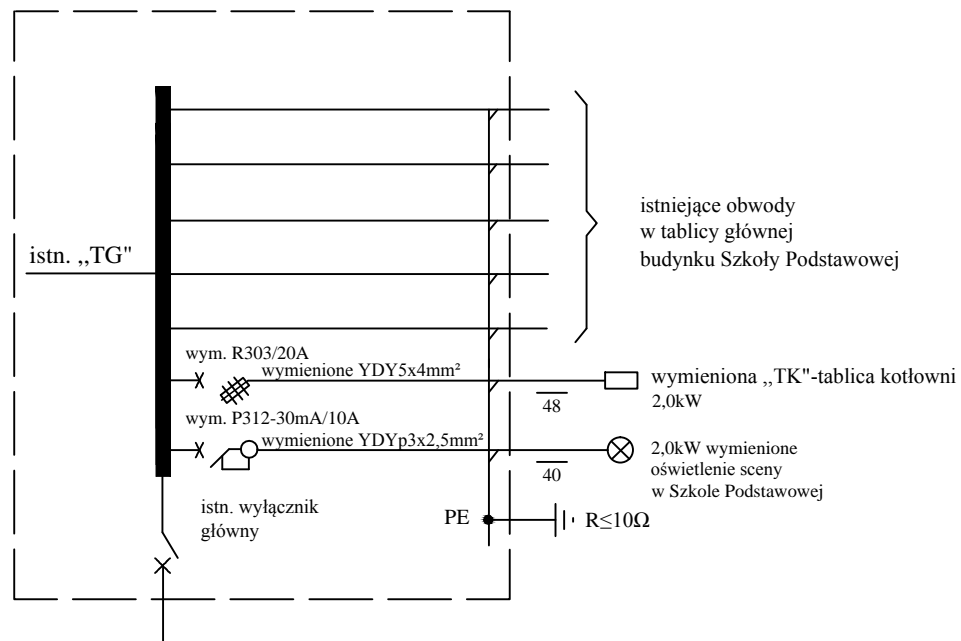 istniejące obwody
w tablicy głównej
budynku Szkoły Podstawowej
istn. ,,TG"
wym. R303/20A
wymienione YDY5x4mm²
wymieniona ,,TK"-tablica kotłowni
2,0kW
48
wym. P312-30mA/10A
wymienione YDYp3x2,5mm²
2,0kW wymienione
oświetlenie sceny
w Szkole Podstawowej
40
istn. wyłącznik
główny
PE
R≤10Ω